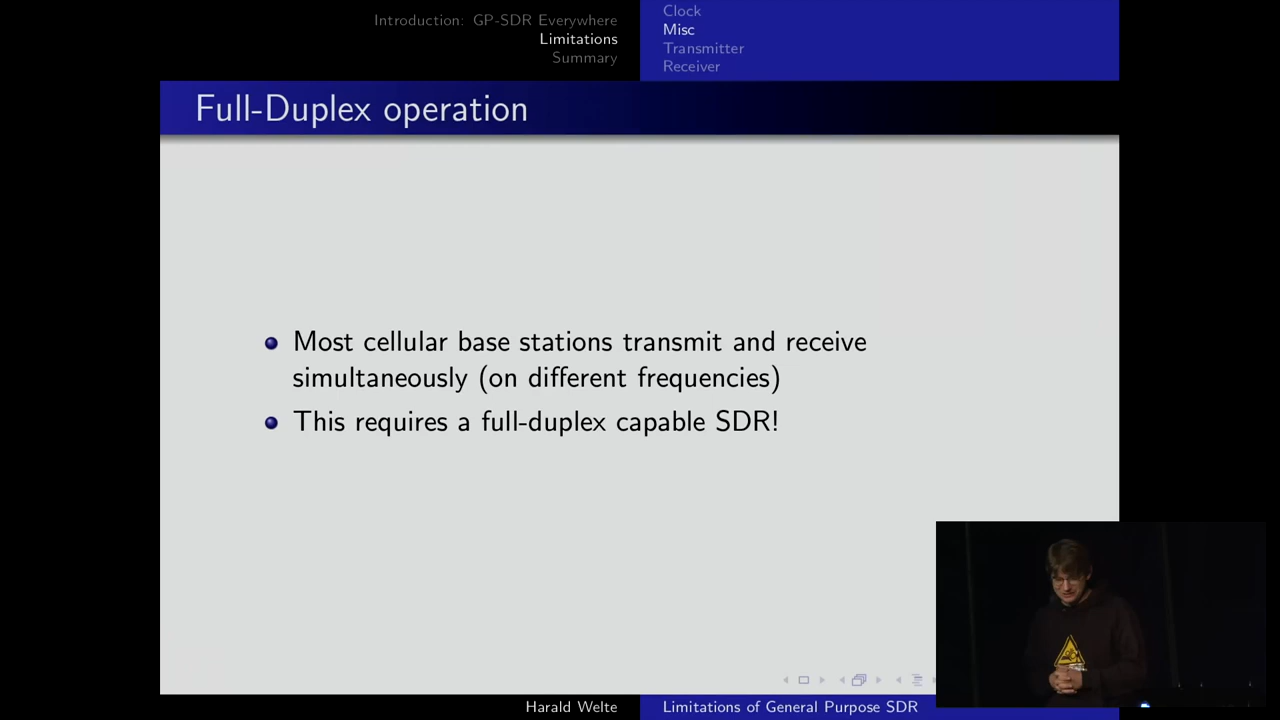 Introduction: GP-SDR Everywhere
Limitations
Summary
Clock
Misc
Transmitter
Receiver
Full-Duplex operation
Most cellular base stations transmit and receive
simultaneously (on different frequencies)
This requires a full-duplex capable SDR!
Harald Welte
Limitations of General Purpose SDR